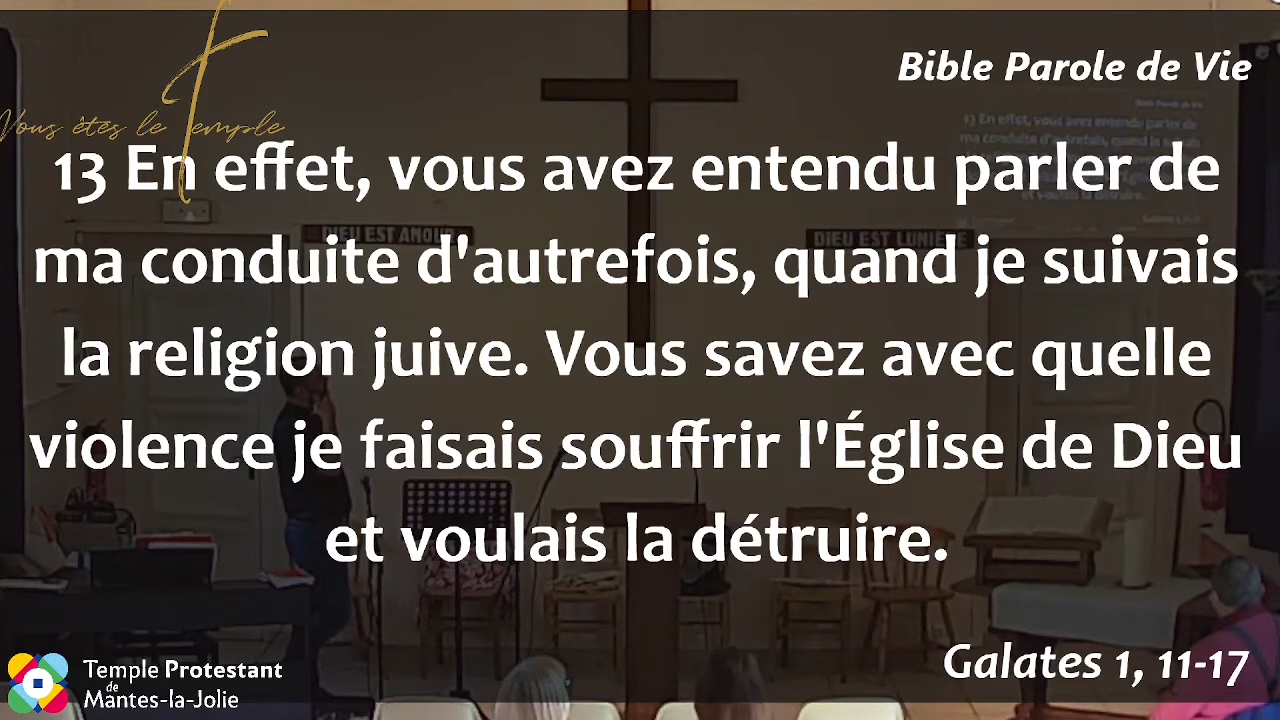 Bible Parole de Vie
Vous êtes le Temple
13 En effet, vous avez entendu parler de
ma conduite d'autrefois, quand je suivais
la religion juive. Vous savez avec quelle
violence je faisais souffrir l'Église de Dieu
et voulais la détruire.
DIEU EST AMOUR
DIEU EST LUMIÈRE
Galates 1, 11-17
Temple Protestant
de
Mantes-la-Jolie